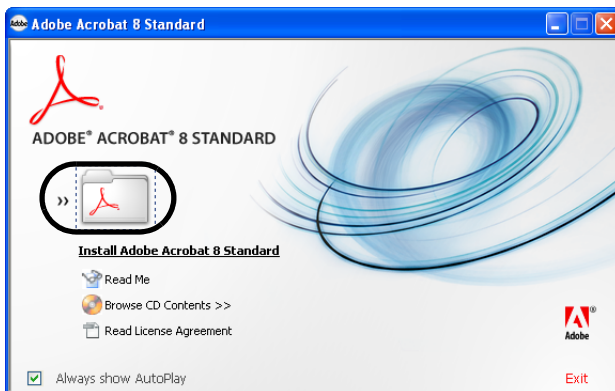 Adobe Adobe Acrobat 8 Standard
ADOBE® ACROBAT® 8 STANDARD
››
Install Adobe Acrobat 8 Standard
Read Me
Browse CD Contents >>
Read License Agreement
®
Adobe
Always show AutoPlay
Exit